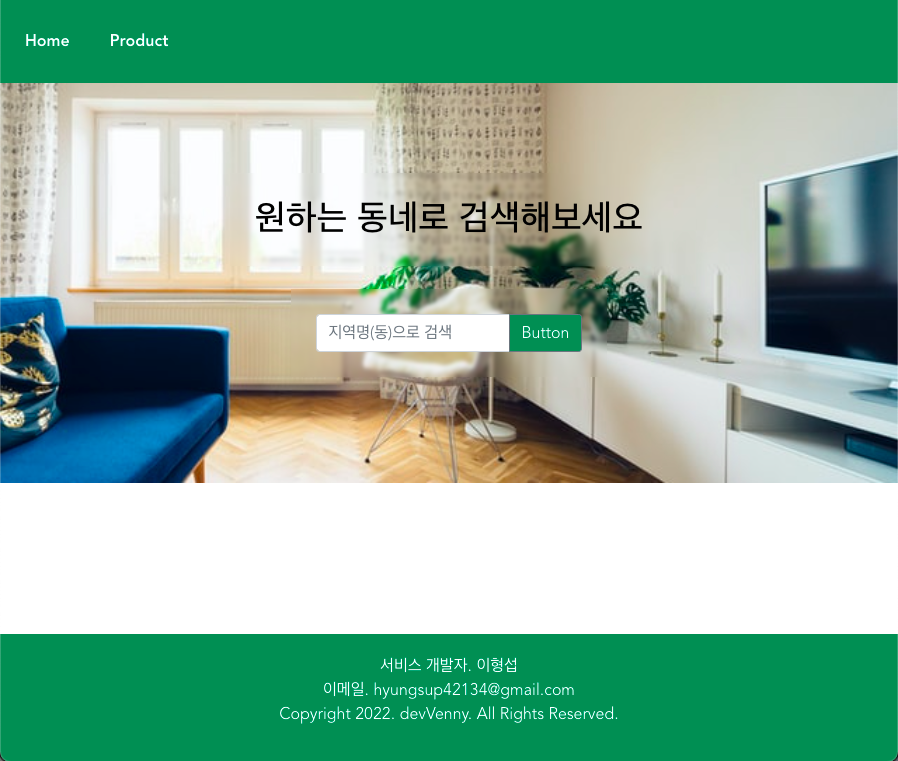 Home Product
원하는 동네로 검색해보세요
지역명(동)으로 검색 Button
서비스 개발자. 이형섭
이메일. hyungsup42134@gmail.com
Copyright 2022. devVenny. All Rights Reserved.